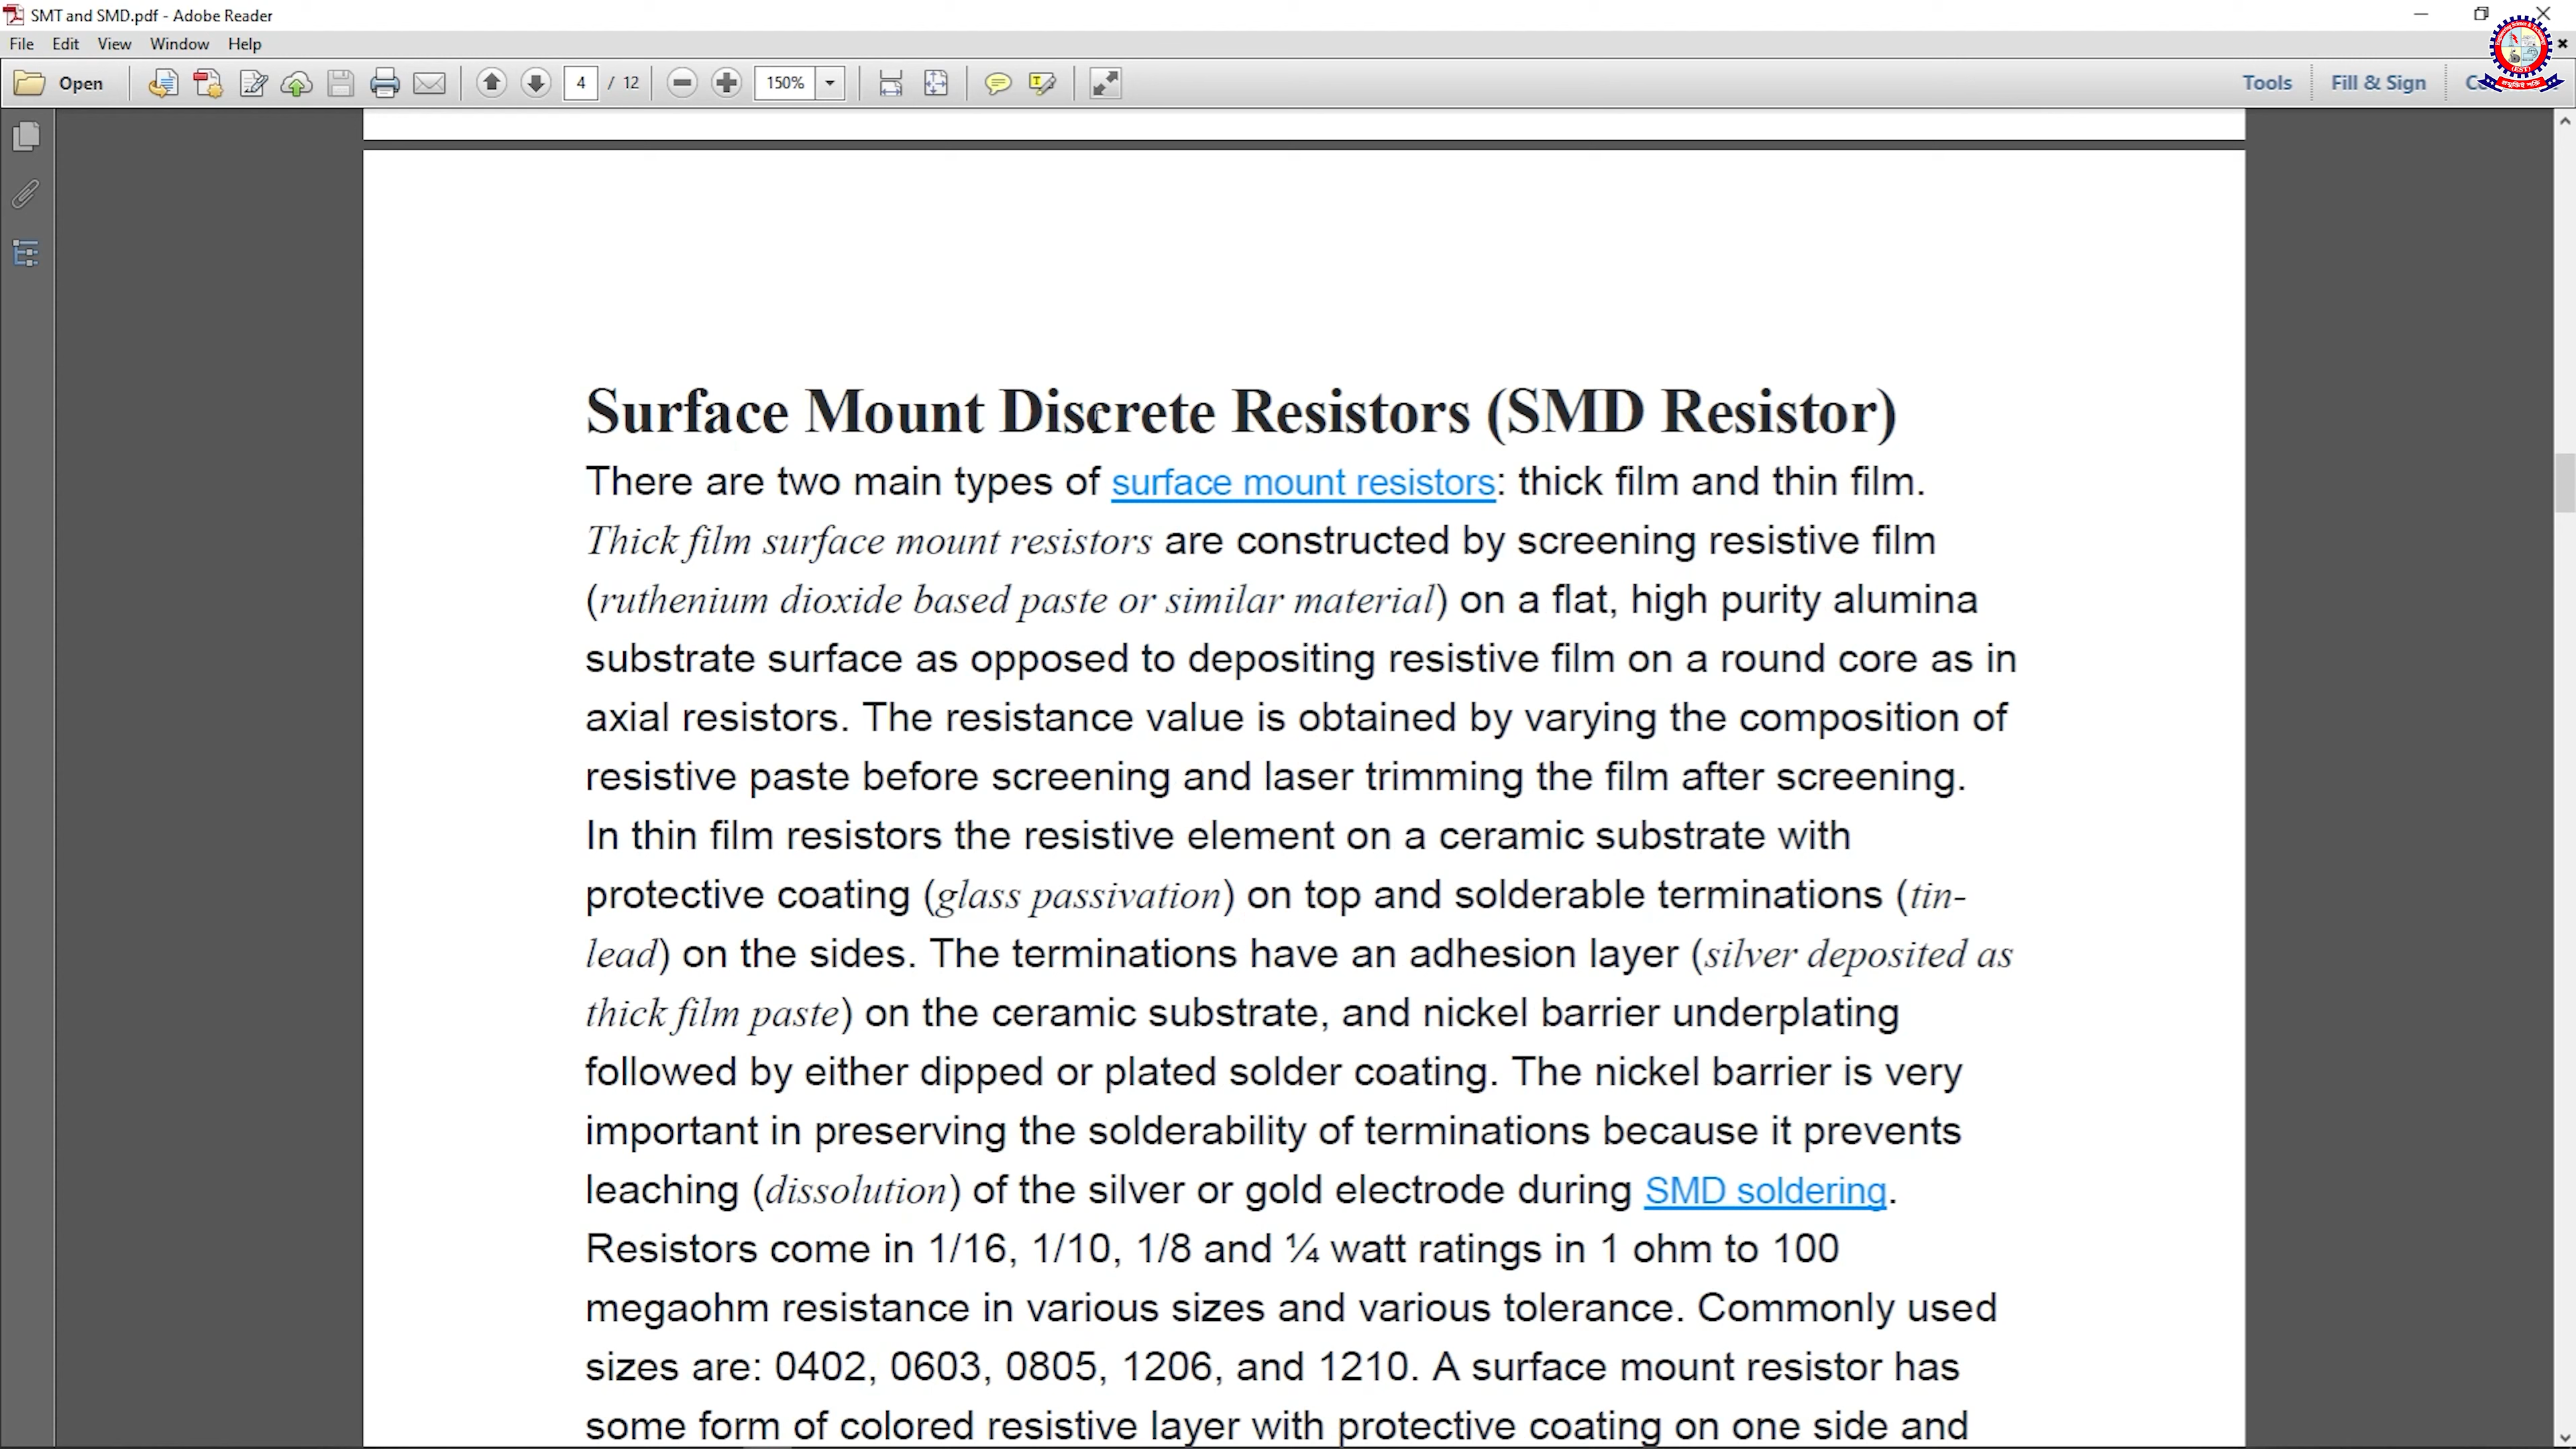 SMT and SMD.pdf - Adobe Reader
File Edit View Window Help
Open 4 / 12 150% Tools Fill & Sign
Surface Mount Discrete Resistors (SMD Resistor)
There are two main types of surface mount resistors: thick film and thin film.
Thick film surface mount resistors are constructed by screening resistive film
(ruthenium dioxide based paste or similar material) on a flat, high purity alumina
substrate surface as opposed to depositing resistive film on a round core as in
axial resistors. The resistance value is obtained by varying the composition of
resistive paste before screening and laser trimming the film after screening.
In thin film resistors the resistive element on a ceramic substrate with
protective coating (glass passivation) on top and solderable terminations (tin-
lead) on the sides. The terminations have an adhesion layer (silver deposited as
thick film paste) on the ceramic substrate, and nickel barrier underplating
followed by either dipped or plated solder coating. The nickel barrier is very
important in preserving the solderability of terminations because it prevents
leaching (dissolution) of the silver or gold electrode during SMD soldering.
Resistors come in 1/16, 1/10, 1/8 and ¼ watt ratings in 1 ohm to 100
megaohm resistance in various sizes and various tolerance. Commonly used
sizes are: 0402, 0603, 0805, 1206, and 1210. A surface mount resistor has
some form of colored resistive layer with protective coating on one side and